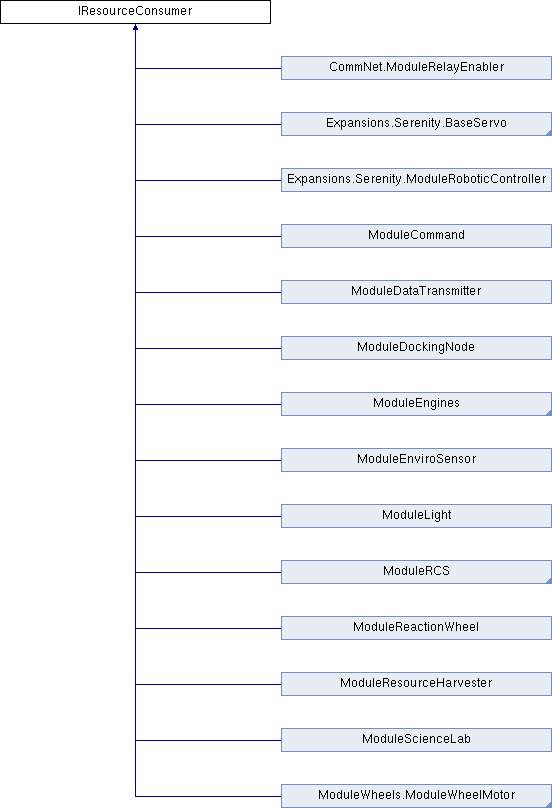 IResourceConsumer
CommNet.ModuleRelayEnabler
Expansions.Serenity.BaseServo
Expansions.Serenity.ModuleRoboticController
ModuleCommand
ModuleDataTransmitter
ModuleDockingNode
ModuleEngines
ModuleEnviroSensor
ModuleLight
ModuleRCS
ModuleReactionWheel
ModuleResourceHarvester
ModuleScienceLab
ModuleWheels.ModuleWheelMotor